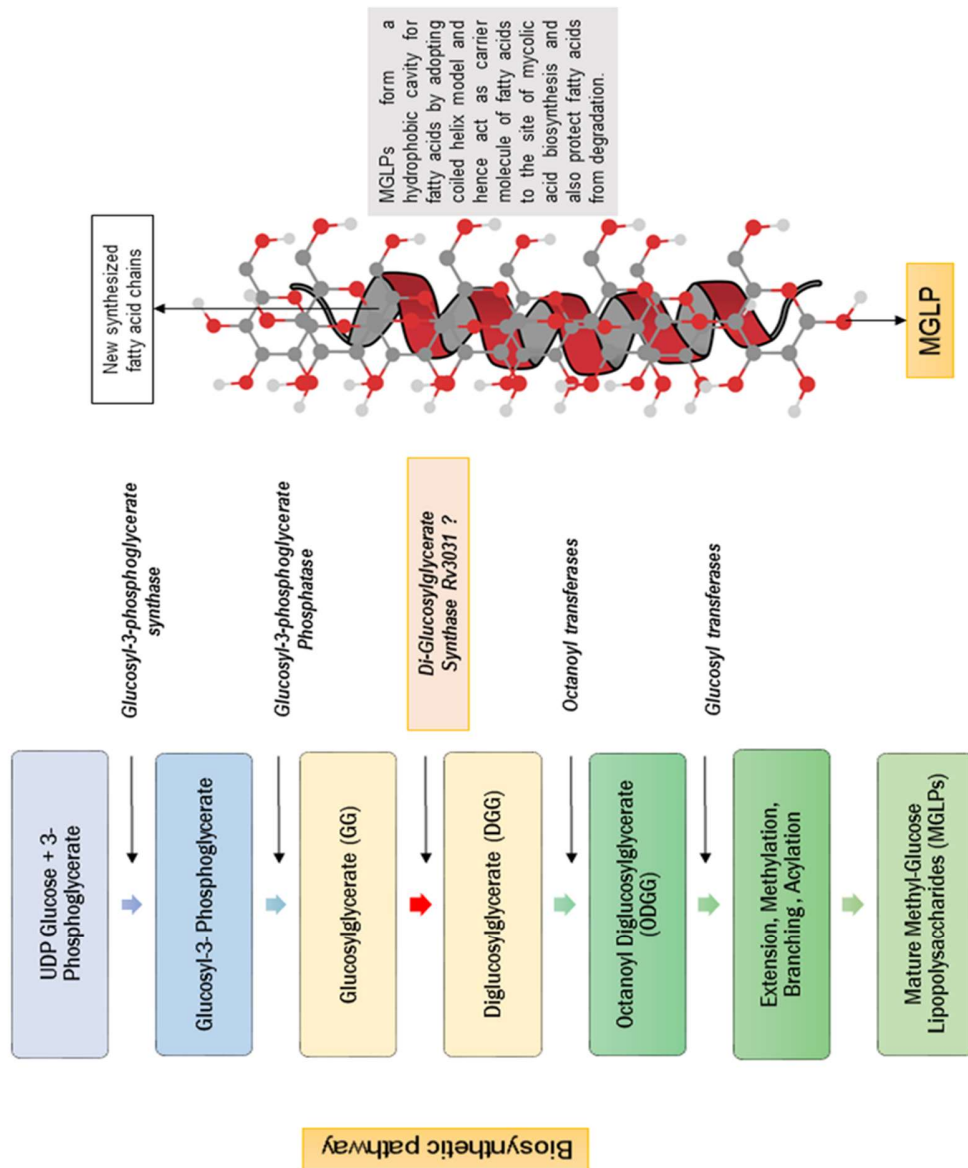 Biosynthetic pathway
UDP Glucose + 3-
Phosphoglycerate
Glucosyl-3-phosphoglycerate
synthase
Glucosyl-3- Phosphoglycerate
Glucosyl-3-phosphoglycerate
Phosphatase
Glucosylglycerate (GG)
Di-Glucosylglycerate
Synthase Rv3031 ?
Diglucosylglycerate (DGG)
Octanoyl transferases
Octanoyl Diglucosylglycerate
(ODGG)
Glucosyl transferases
Extension, Methylation,
Branching , Acylation
Mature Methyl-Glucose
Lipopolysaccharides (MGLPs)
New synthesized
fatty acid chains
MGLPs form a
hydrophobic cavity for
fatty acids by adopting
coiled helix model and
hence act as carrier
molecule of fatty acids
to the site of mycolic
acid biosynthesis and
also protect fatty acids
from degradation.
MGLP